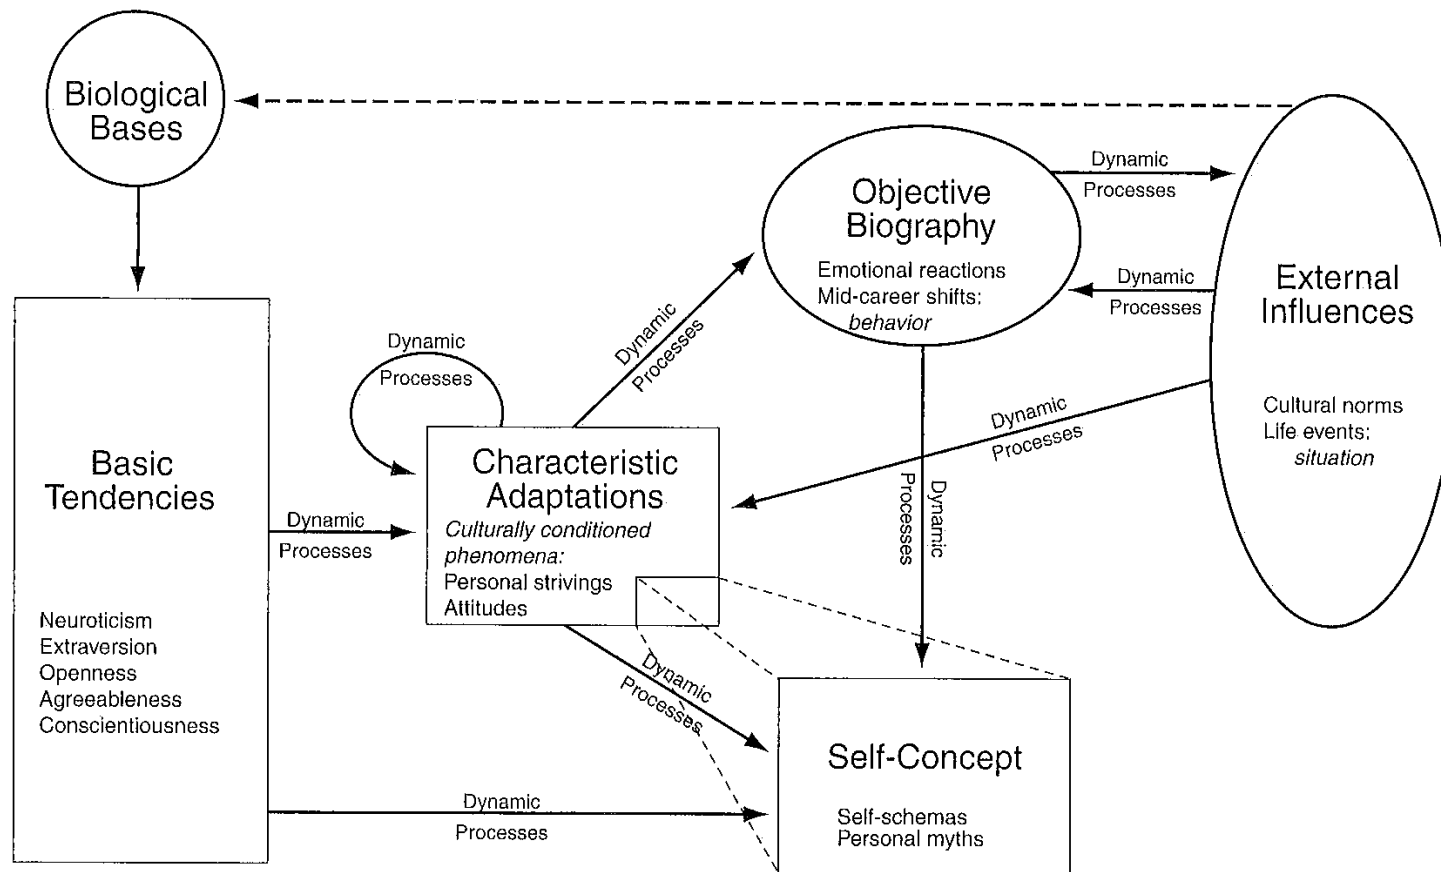 Biological
Bases
Dynamic
Processes
Objective
Biography
Emotional reactions
Mid-career shifts:
behavior
Dynamic
Processes
External
Influences
Cultural norms
Life events:
situation
Dynamic
Processes
Dynamic
Processes
Dynamic
Processes
Basic
Tendencies
Neuroticism
Extraversion
Openness
Agreeableness
Conscientiousness
Dynamic
Processes
Characteristic
Adaptations
Culturally conditioned
phenomena:
Personal strivings
Attitudes
Dynamic
Processes
Dynamic
Processes
Self-Concept
Self-schemas
Personal myths
Dynamic
Processes